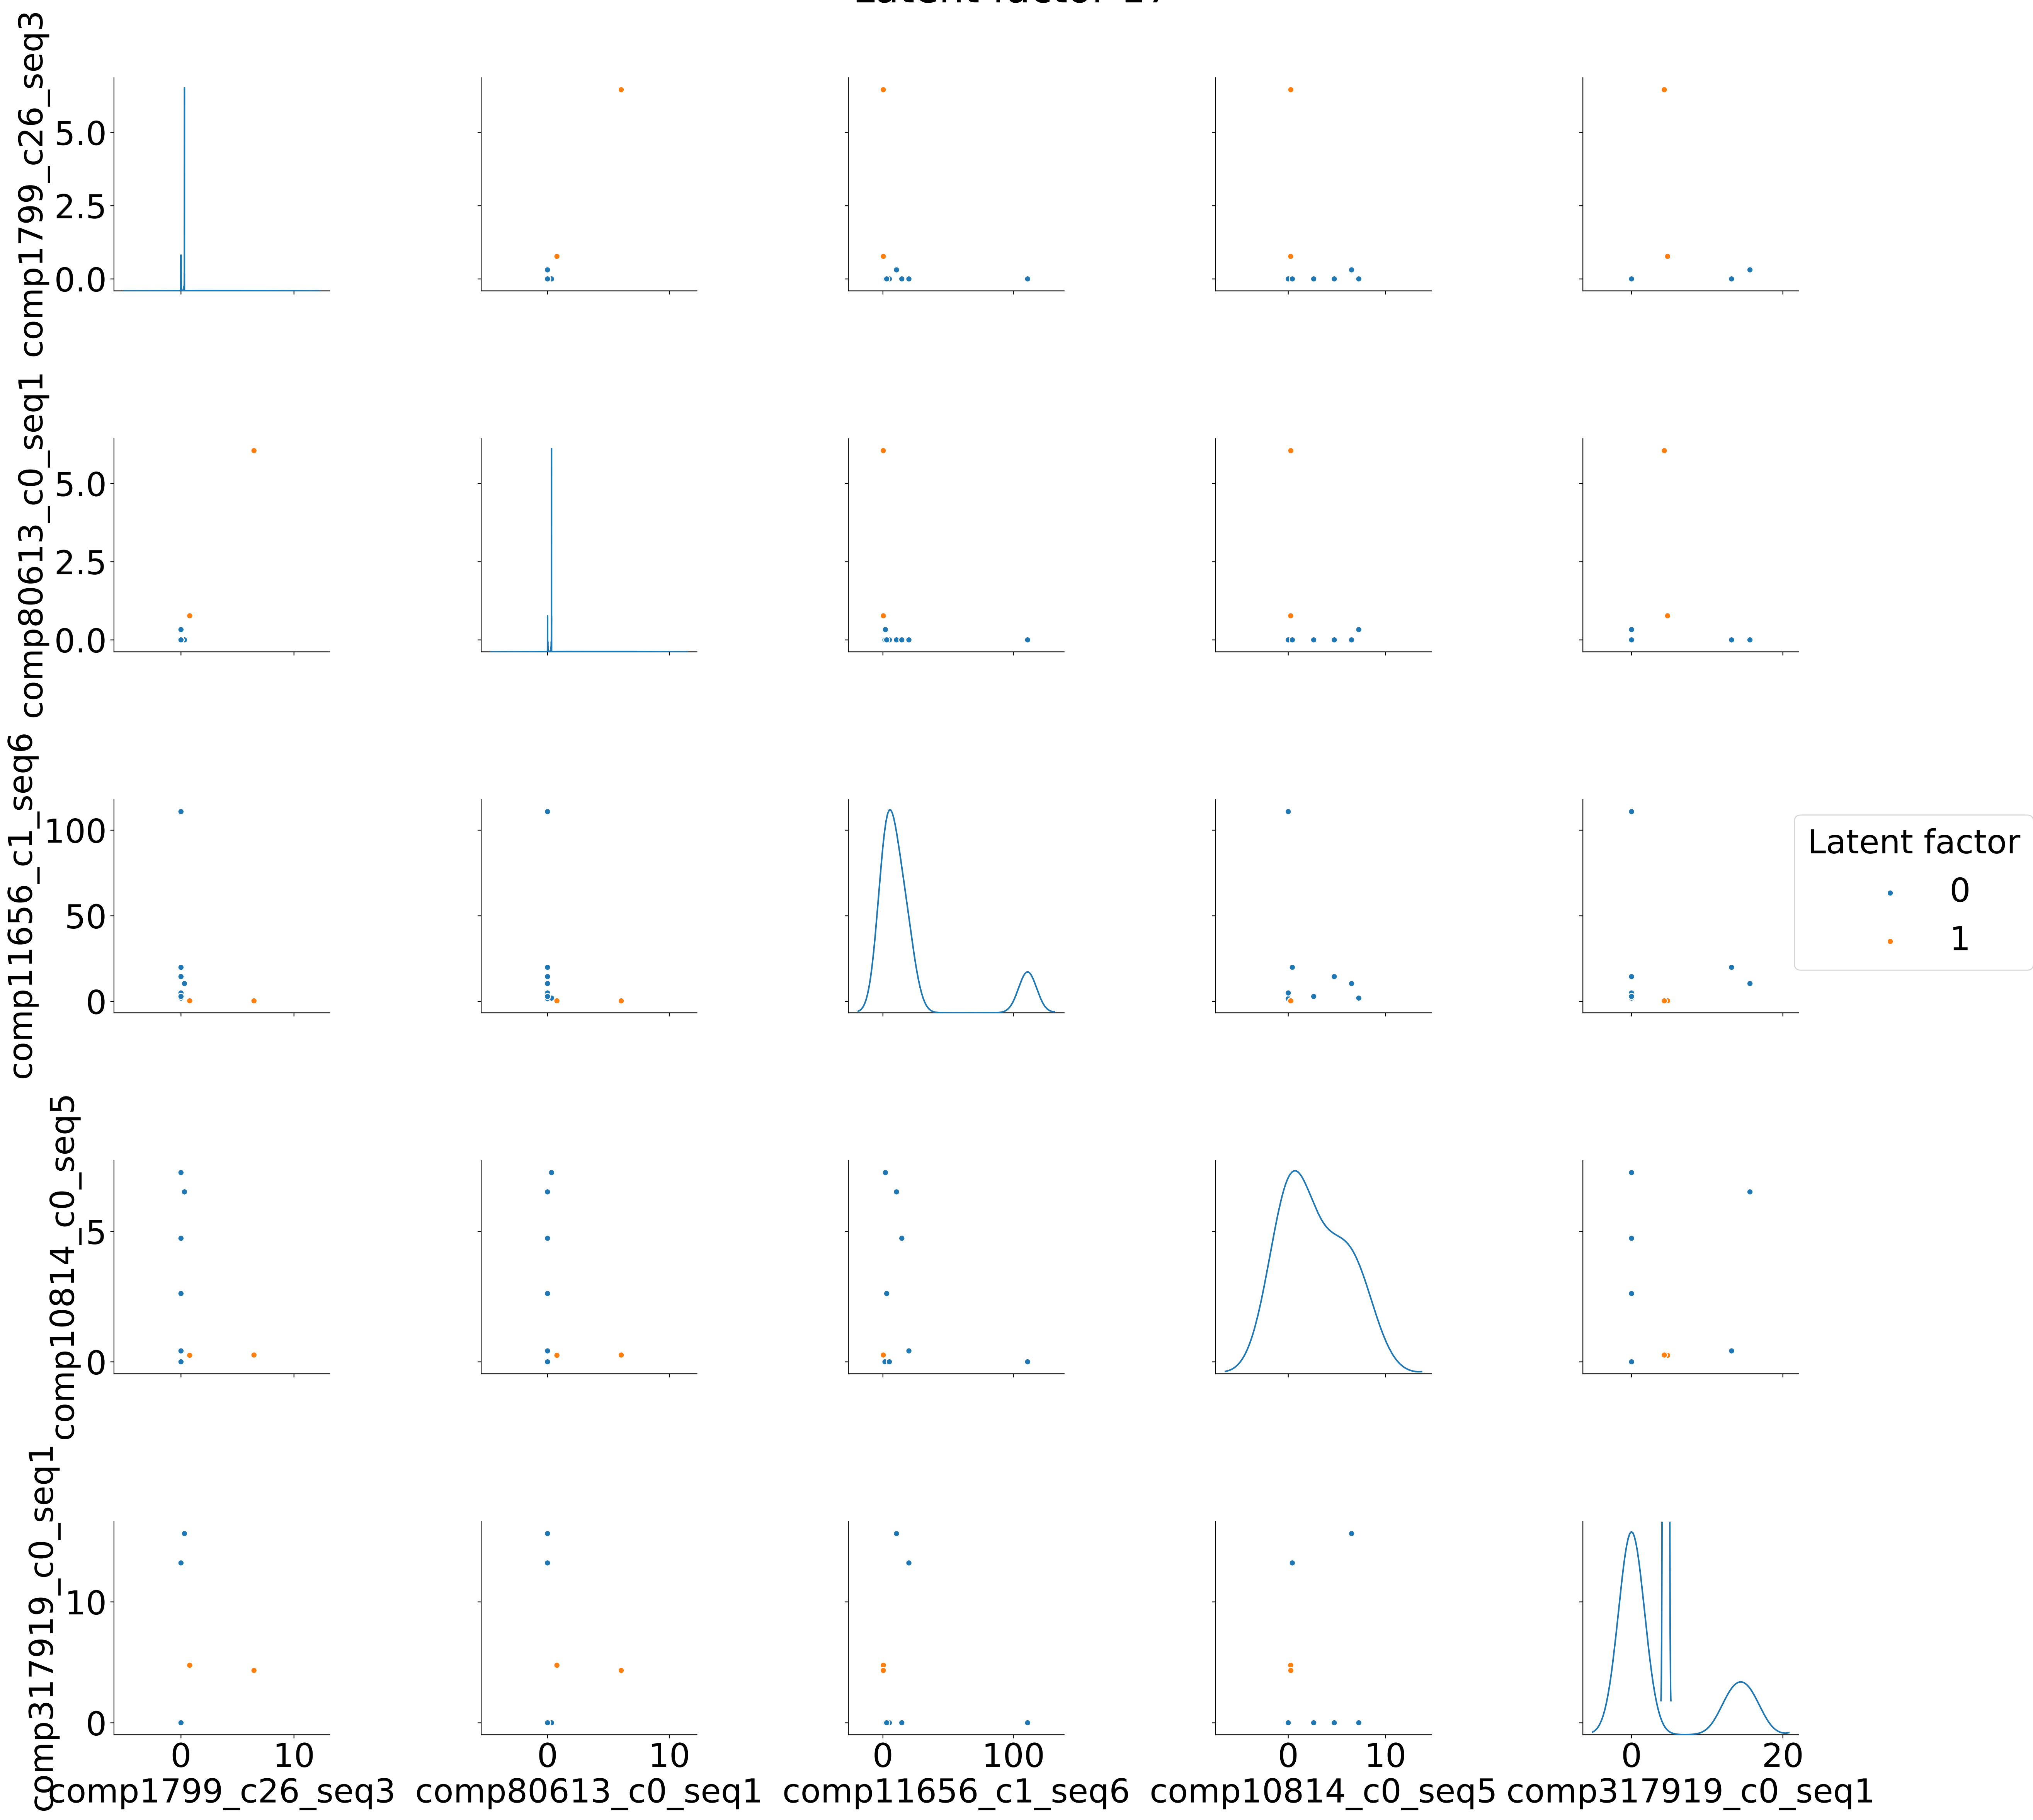 comp1799_c26_seq3
5.0
2.5
0.0
comp80613_c0_seq1
5.0
2.5
0.0
comp11656_c1_seq6
100
50
0
Latent factor
0
1
comp10814_c0_seq5
5
0
comp317919_c0_seq1
10
0
0 10 0 10 0 100 0 10 0 20
comp1799_c26_seq3 comp80613_c0_seq1 comp11656_c1_seq6 comp10814_c0_seq5 comp317919_c0_seq1